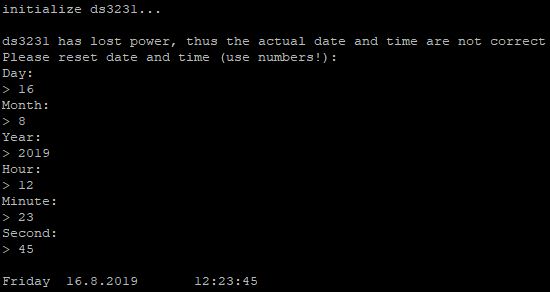 initialize ds3231...
ds3231 has lost power, thus the actual date and time are not correct
Please reset date and time (use numbers!):
Day:
> 16
Month:
> 8
Year:
> 2019
Hour:
> 12
Minute:
> 23
Second:
> 45
Friday  16.8.2019       12:23:45